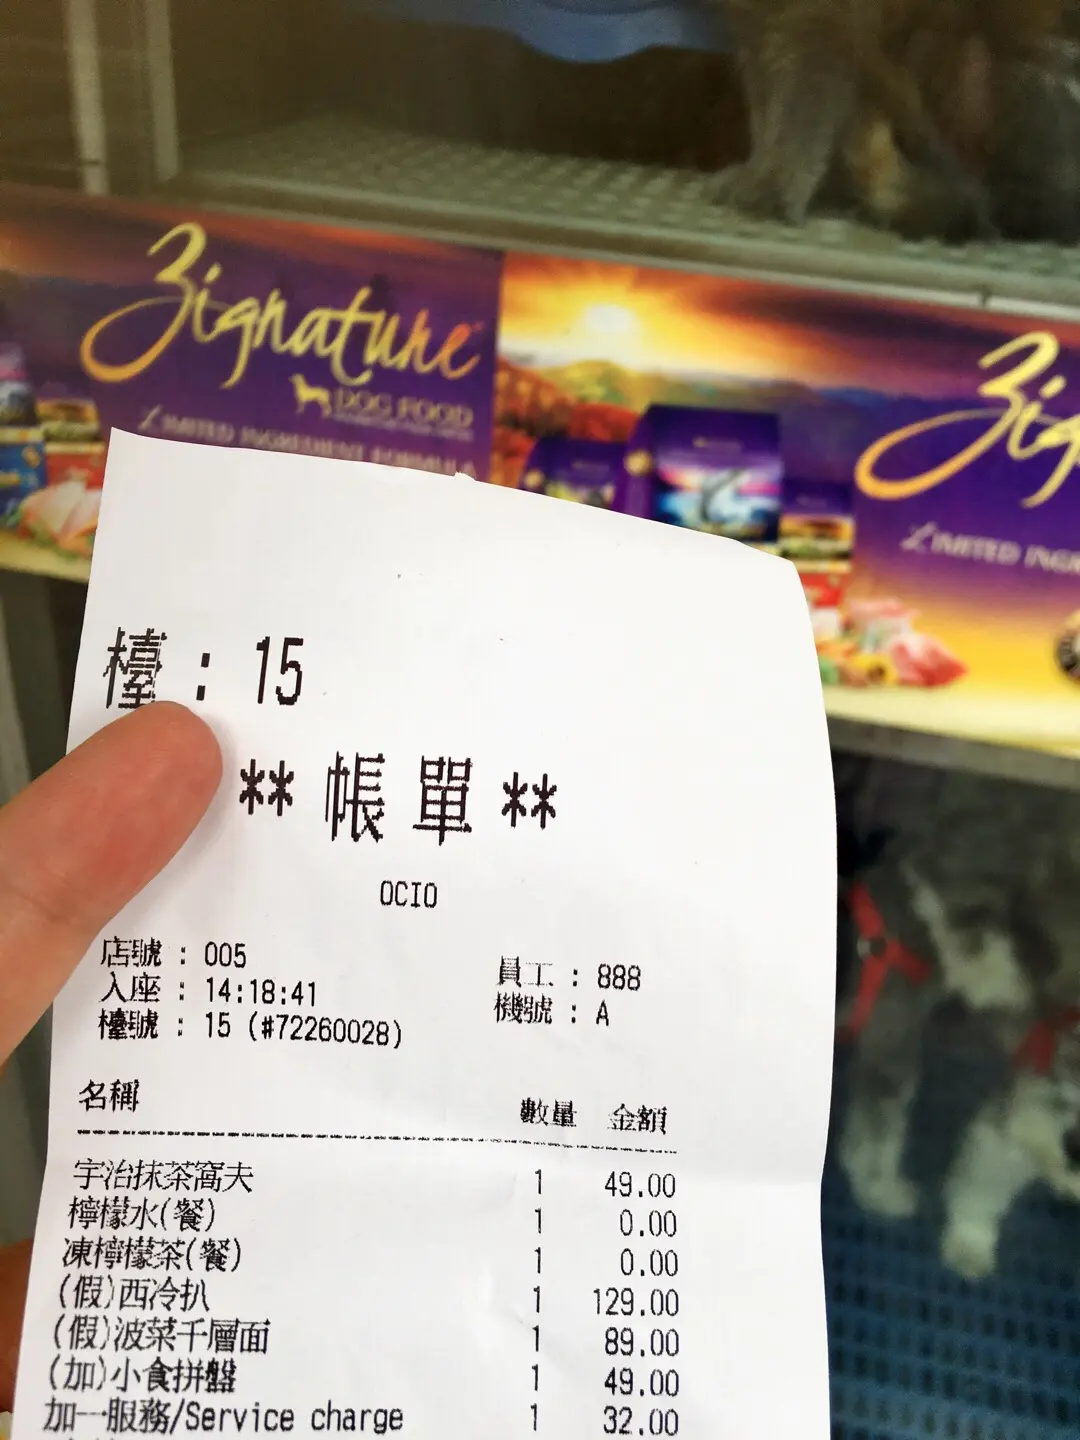 Zignature
DOG FOOD
LIMITED INGREDIENT FORMULA
Zig
LIMITED
檯 : 15
** 帳 單 **
OCIO
店號 : 005
員工 : 888
入座 : 14:18:41
機號 : A
檯號 : 15 (#72260028)
名稱 數量 金額
宇治抹茶窩夫 1 49.00
檸檬水(餐) 1 0.00
凍檸檬茶(餐) 1 0.00
(假)西冷扒 1 129.00
(假)波菜千層面 1 89.00
(加)小食拼盤 1 49.00
加一服務/Service charge 1 32.00